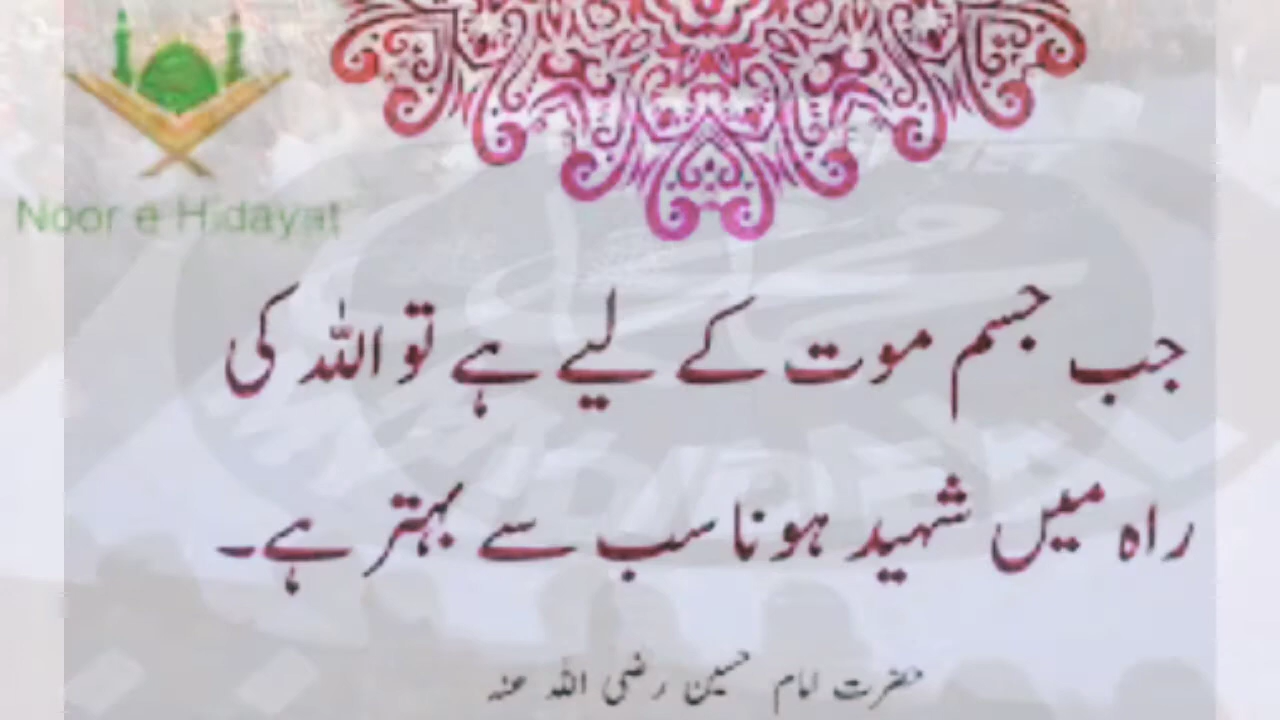 Noor e Hidayat
جب جسم موت کے لیے ہے تو اللہ کی
راہ میں شہید ہونا سب سے بہتر ہے۔
حضرت امام حسین رضی اللہ عنہ